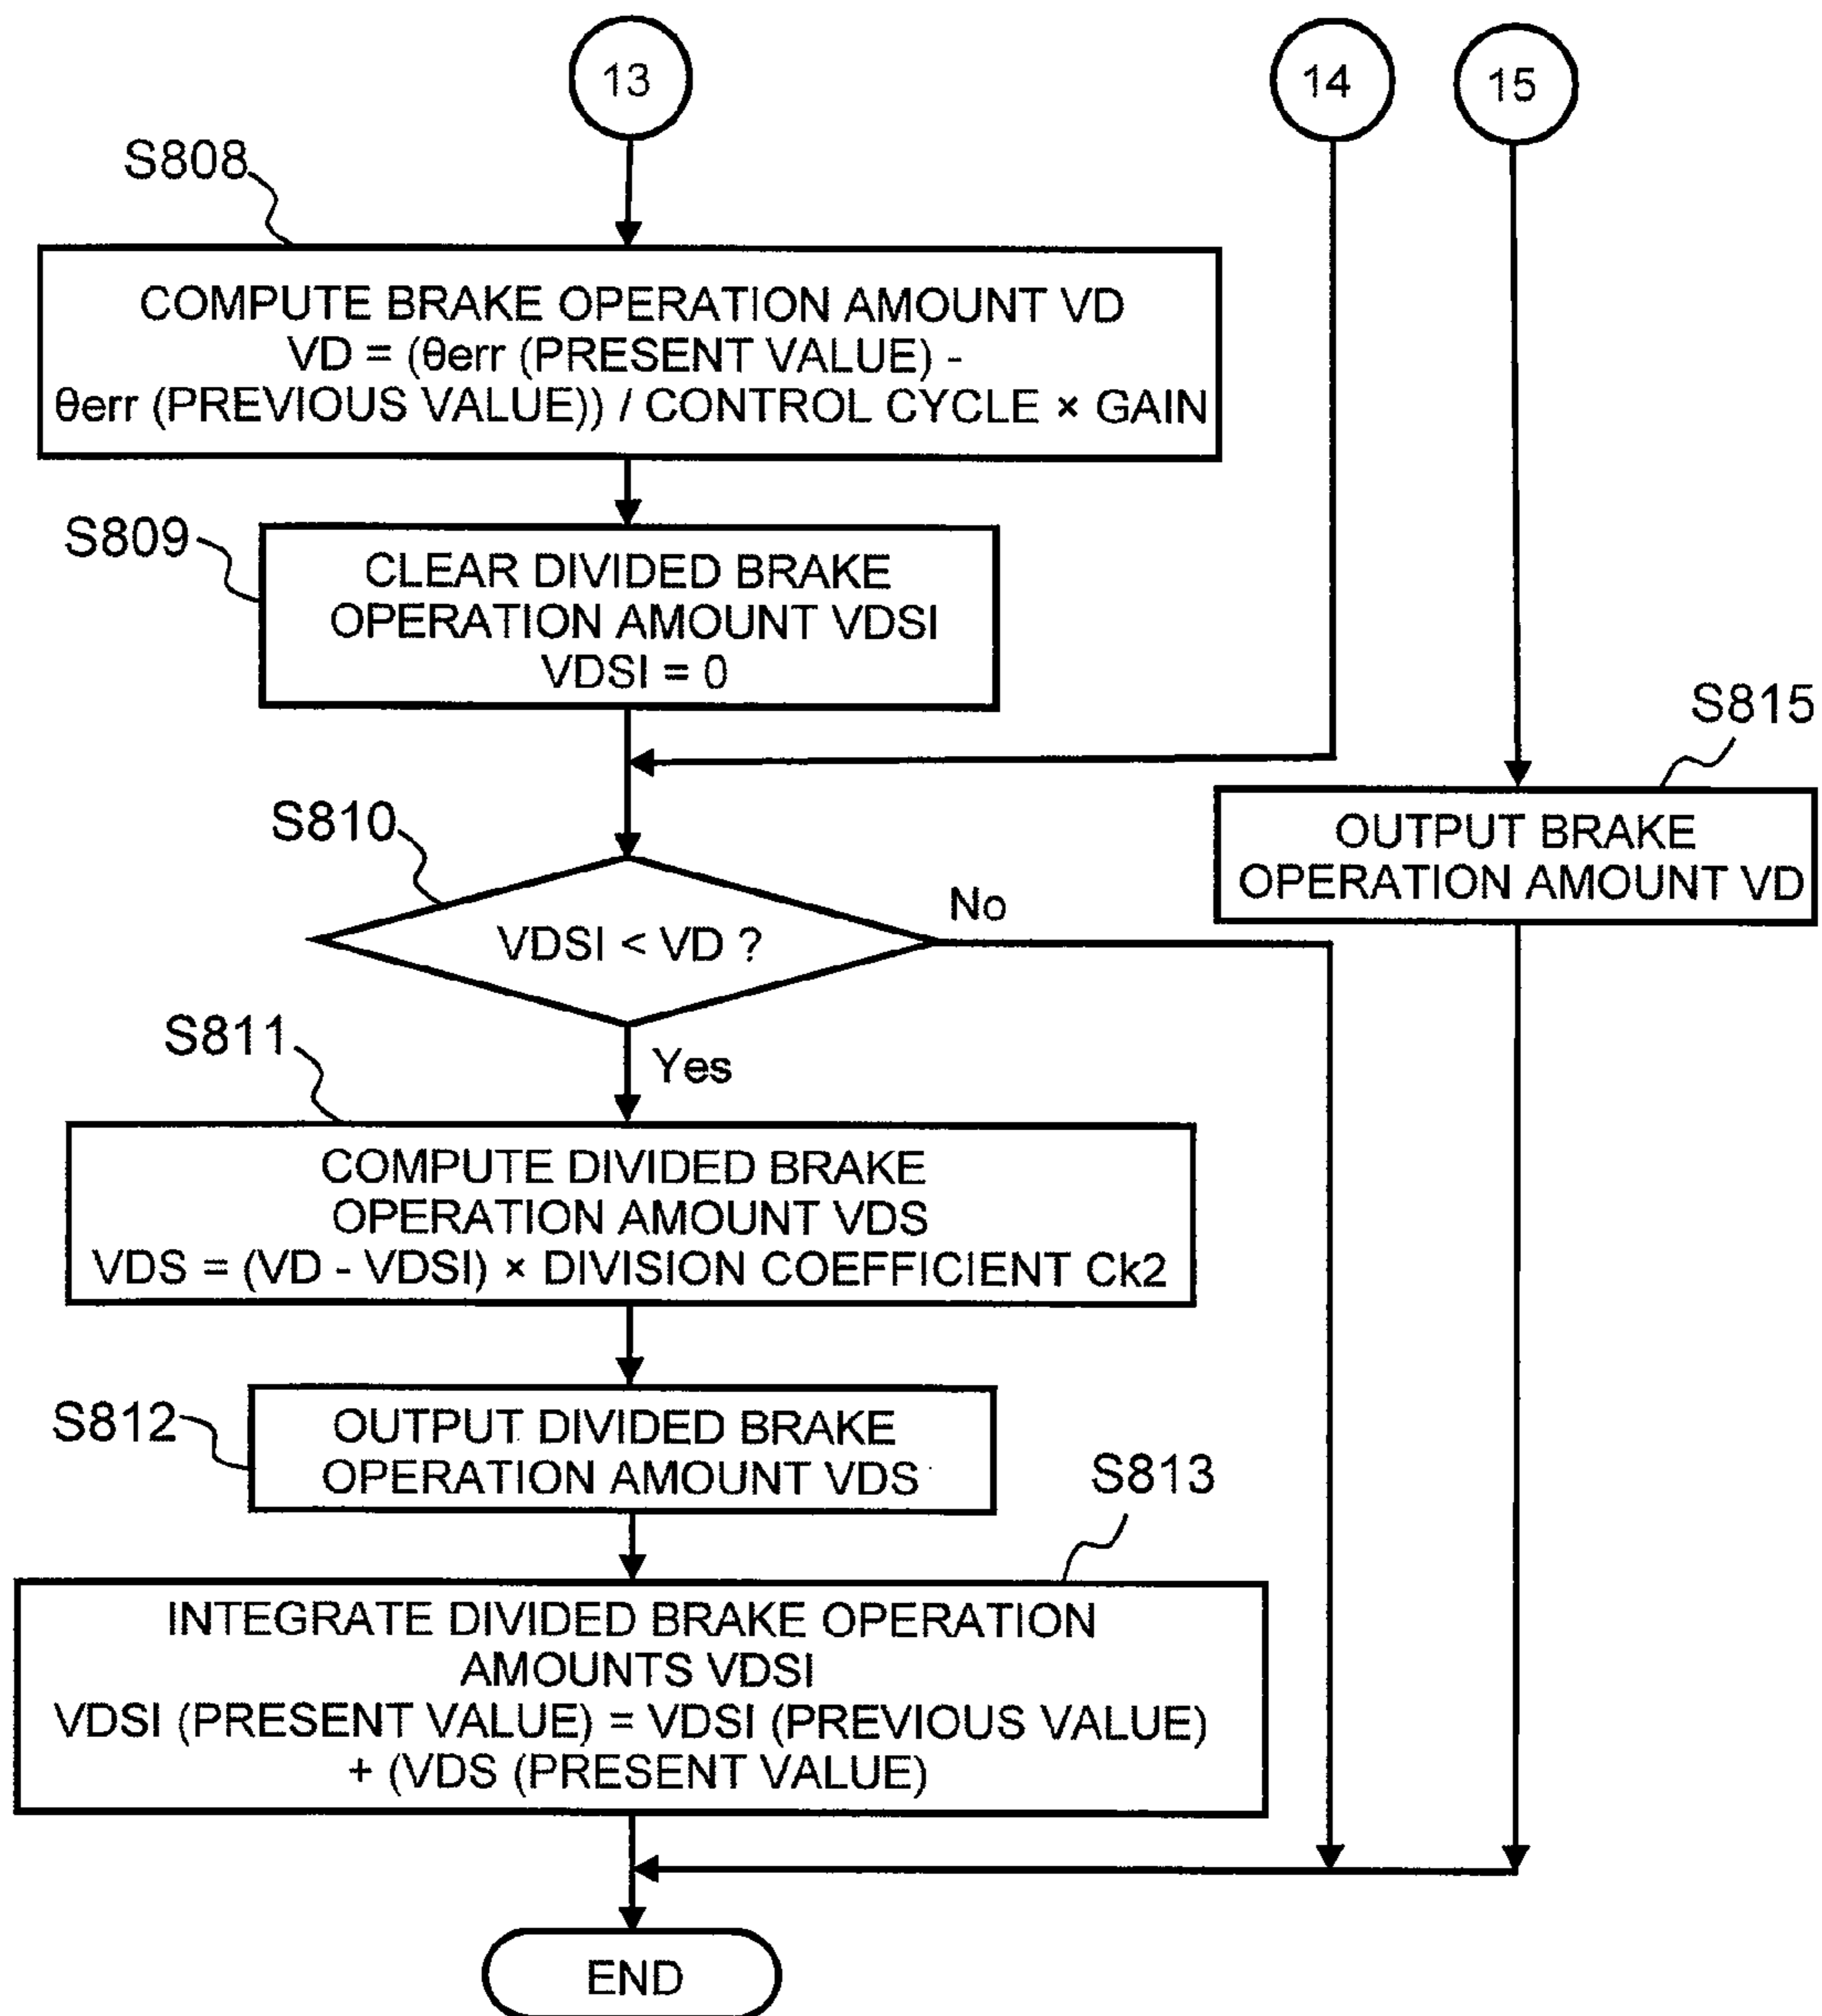 13
14
15
S808
COMPUTE BRAKE OPERATION AMOUNT VD
VD = (θerr (PRESENT VALUE) -
θerr (PREVIOUS VALUE)) / CONTROL CYCLE × GAIN
S809
CLEAR DIVIDED BRAKE
OPERATION AMOUNT VDSI
VDSI = 0
S815
OUTPUT BRAKE
OPERATION AMOUNT VD
S810
VDSI < VD ?
No
Yes
S811
COMPUTE DIVIDED BRAKE
OPERATION AMOUNT VDS
VDS = (VD - VDSI) × DIVISION COEFFICIENT Ck2
S812
OUTPUT DIVIDED BRAKE
OPERATION AMOUNT VDS
S813
INTEGRATE DIVIDED BRAKE OPERATION
AMOUNTS VDSI
VDSI (PRESENT VALUE) = VDSI (PREVIOUS VALUE)
+ (VDS (PRESENT VALUE)
END